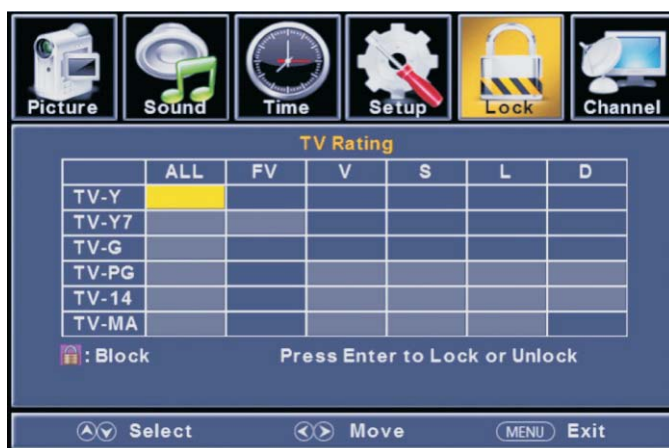 Picture Sound Time Setup Lock Channel
TV Rating
ALL FV V S L D
TV-Y
TV-Y7
TV-G
TV-PG
TV-14
TV-MA
: Block Press Enter to Lock or Unlock
Select Move MENU Exit